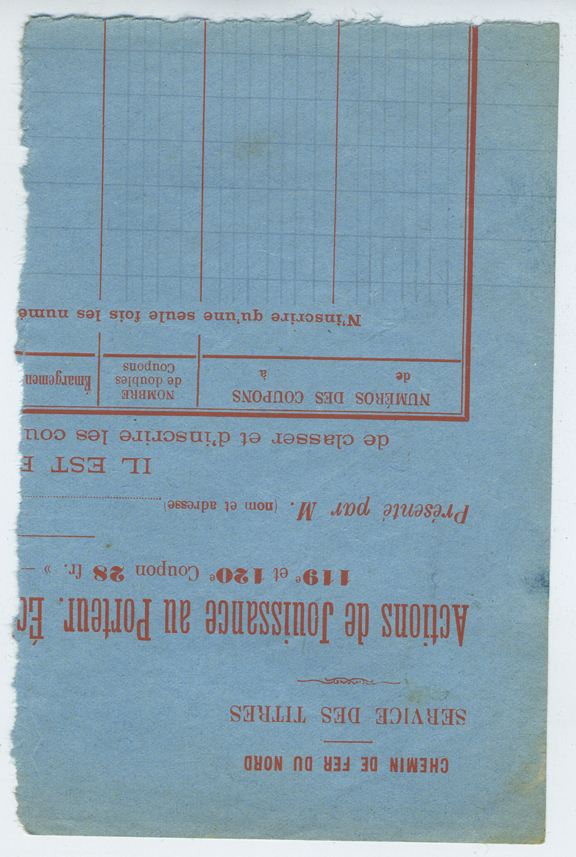 CHEMIN DE FER DU NORD
SERVICE DES TITRES
Actions de Jouissance au Porteur. Éc
119e et 120e Coupon 28 fr. » —
Présenté par M. (nom et adresse)
IL EST E
de classer et d'inscrire les cou
NUMÉROS DES COUPONS
de à
NOMBRE
de doubles
Coupons
Émargemen
N'inscrire qu'une seule fois les numé